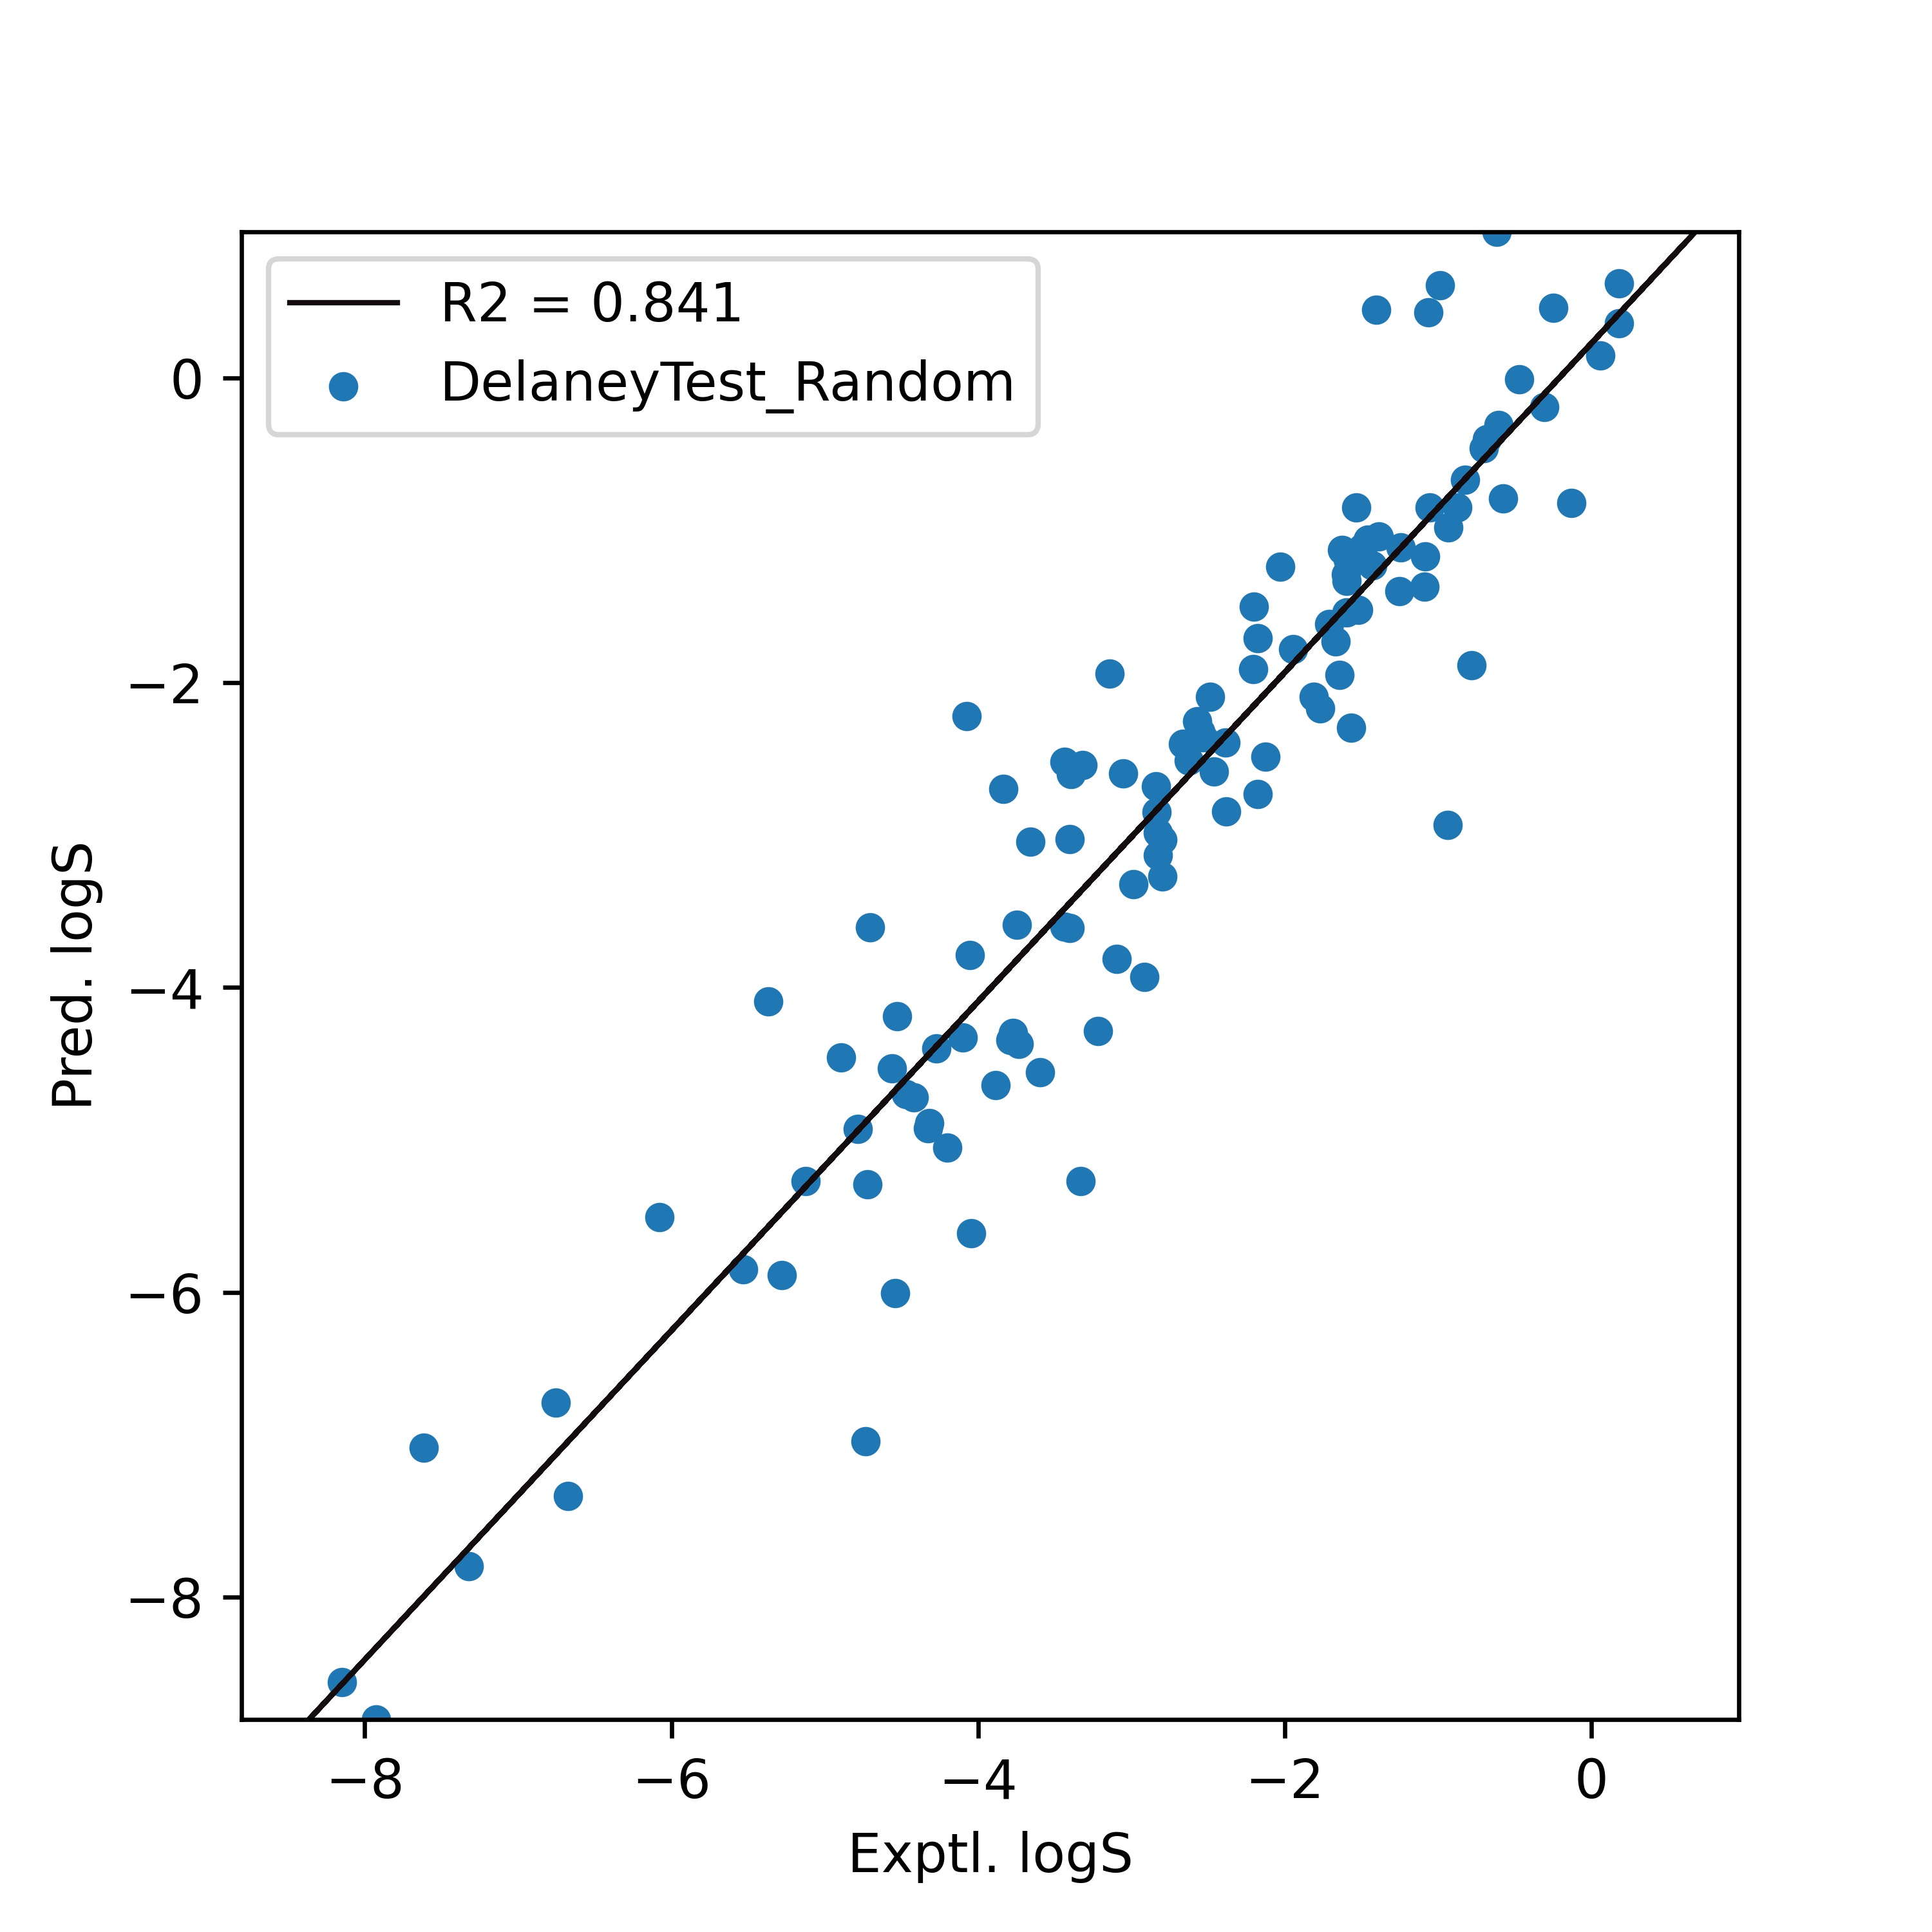 R2 = 0.841
DelaneyTest_Random
0
−2
−4
−6
−8
Pred. logS
−8 −6 −4 −2 0
Exptl. logS